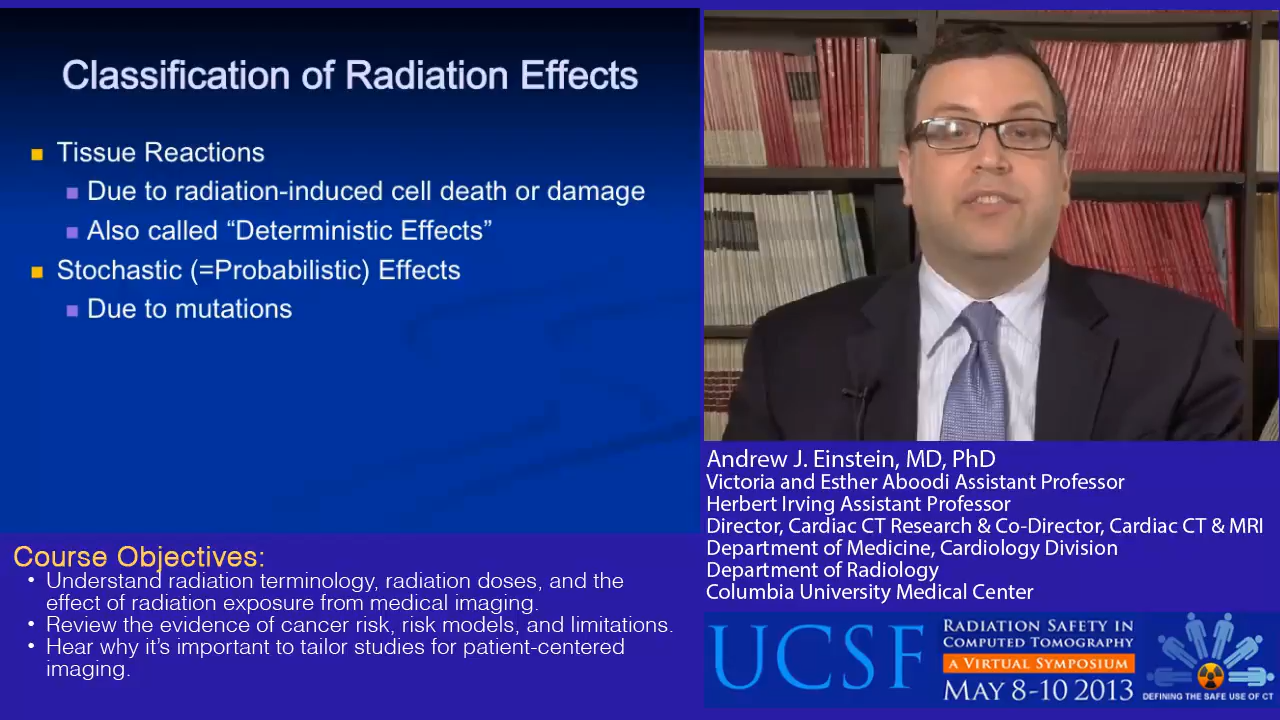 Classification of Radiation Effects
Tissue Reactions
Due to radiation-induced cell death or damage
Also called “Deterministic Effects”
Stochastic (=Probabilistic) Effects
Due to mutations
Course Objectives:
• Understand radiation terminology, radiation doses, and the
effect of radiation exposure from medical imaging.
• Review the evidence of cancer risk, risk models, and limitations.
• Hear why it’s important to tailor studies for patient-centered
imaging.
Andrew J. Einstein, MD, PhD
Victoria and Esther Aboodi Assistant Professor
Herbert Irving Assistant Professor
Director, Cardiac CT Research & Co-Director, Cardiac CT & MRI
Department of Medicine, Cardiology Division
Department of Radiology
Columbia University Medical Center
UCSF
RADIATION SAFETY IN
COMPUTED TOMOGRAPHY
A VIRTUAL SYMPOSIUM
MAY 8-10 2013
DEFINING THE SAFE USE OF CT